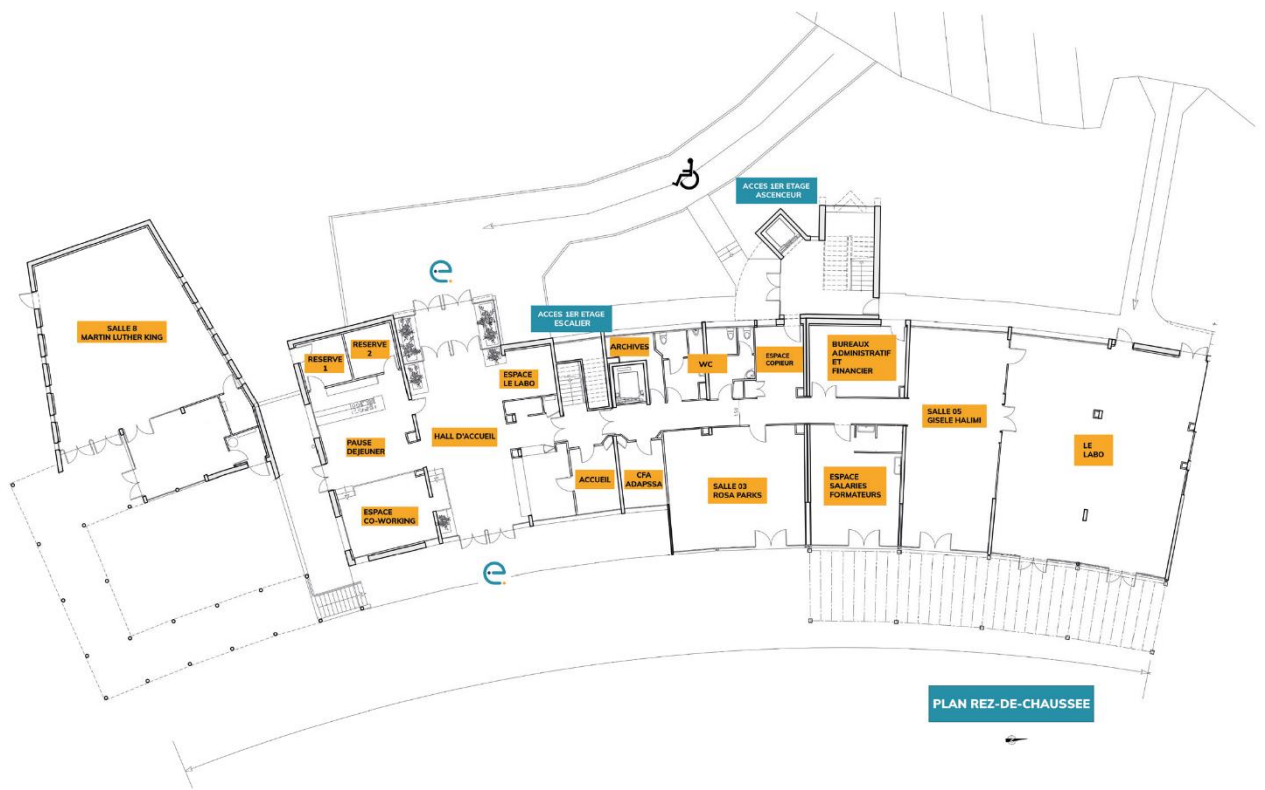 ACCES 1ER ETAGE
ASCENCEUR
e.
ACCES 1ER ETAGE
ESCALIER
SALLE 8
MARTIN LUTHER KING
RESERVE
1
RESERVE
2
ARCHIVES
WC
ESPACE
COPIEUR
BUREAUX
ADMINISTRATIF
ET
FINANCIER
ESPACE
LE LABO
PAUSE
DEJEUNER
HALL D'ACCUEIL
SALLE 05
GISELE HALIMI
LE
LABO
ACCUEIL
CFA
ADAPSSA
SALLE 03
ROSA PARKS
ESPACE
SALARIES
FORMATEURS
ESPACE
CO-WORKING
e.
PLAN REZ-DE-CHAUSSEE